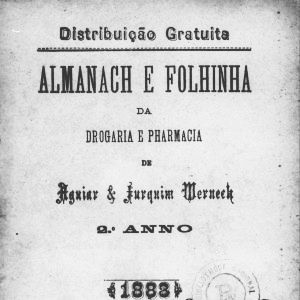 Distribuição Gratuita
ALMANACH E FOLHINHA
DA
DROGARIA E PHARMACIA
DE
Aguiar & Furquim Werneck
2.º ANNO
1883